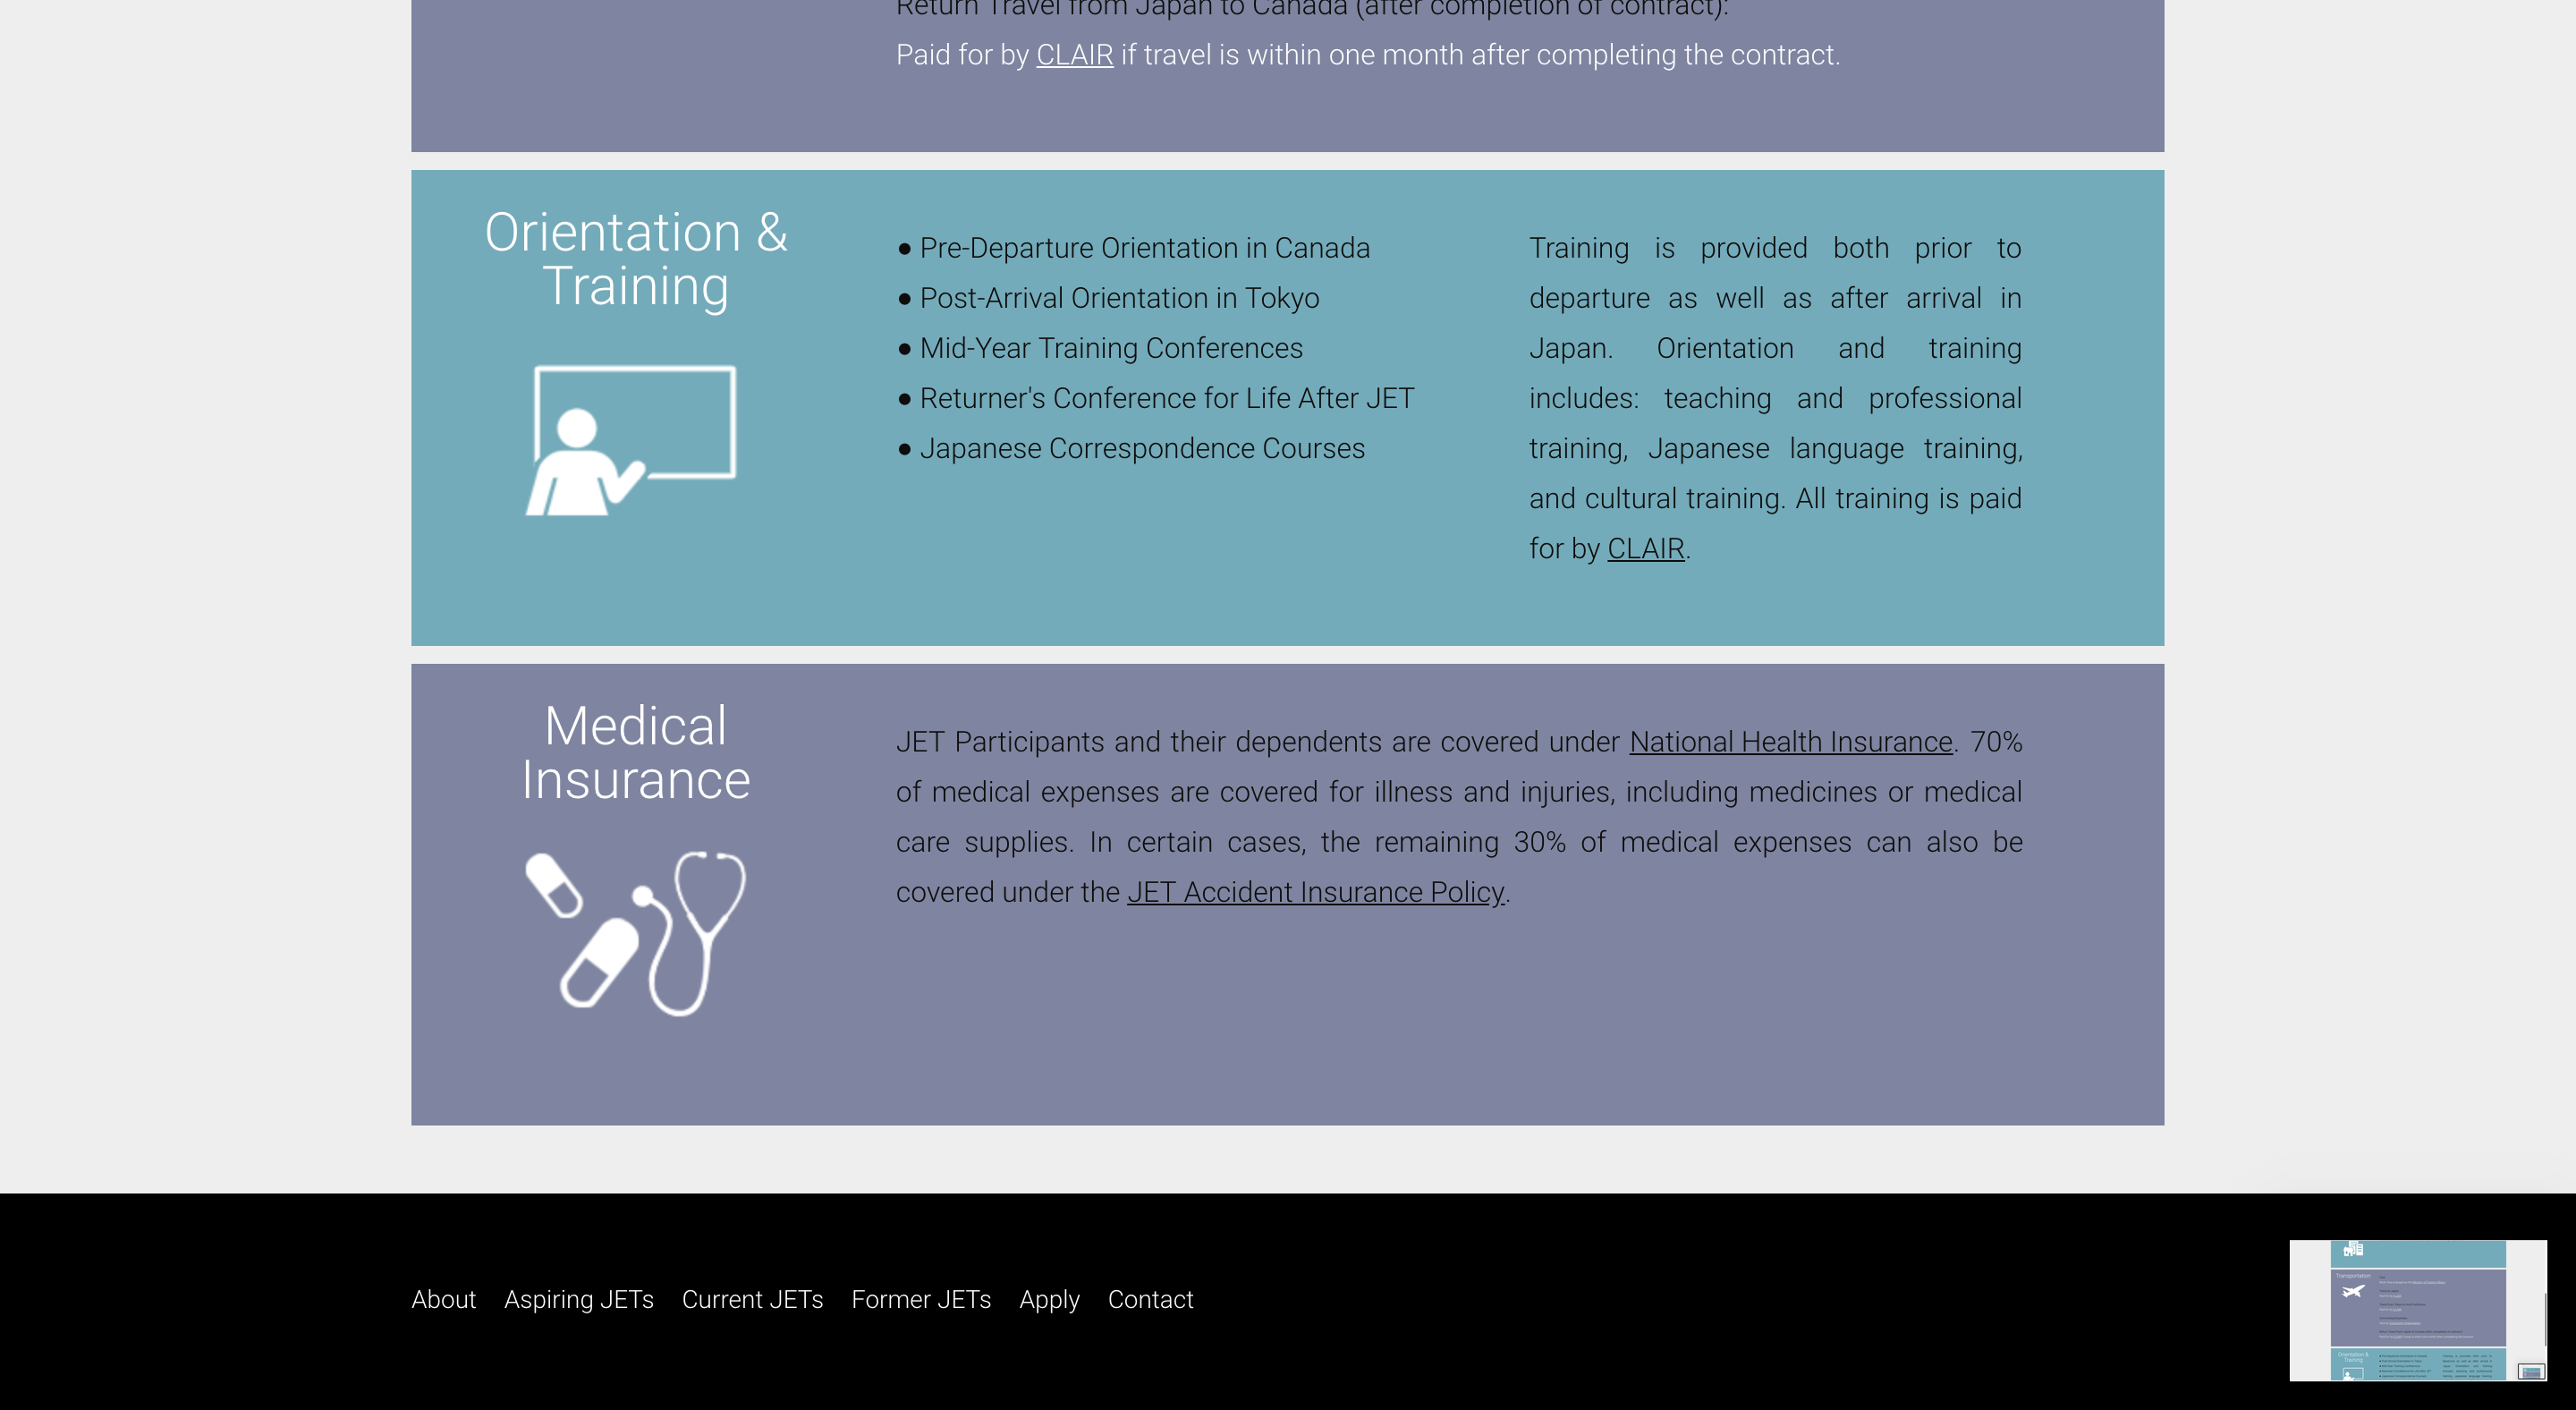 Return Travel from Japan to Canada (after completion of contract):
Paid for by CLAIR if travel is within one month after completing the contract.
Orientation &
Training
● Pre-Departure Orientation in Canada
● Post-Arrival Orientation in Tokyo
● Mid-Year Training Conferences
● Returner's Conference for Life After JET
● Japanese Correspondence Courses
Training is provided both prior to
departure as well as after arrival in
Japan. Orientation and training
includes: teaching and professional
training, Japanese language training,
and cultural training. All training is paid
for by CLAIR.
Medical
Insurance
JET Participants and their dependents are covered under National Health Insurance. 70%
of medical expenses are covered for illness and injuries, including medicines or medical
care supplies. In certain cases, the remaining 30% of medical expenses can also be
covered under the JET Accident Insurance Policy.
About Aspiring JETs Current JETs Former JETs Apply Contact
Transportation
Orientation &
Training